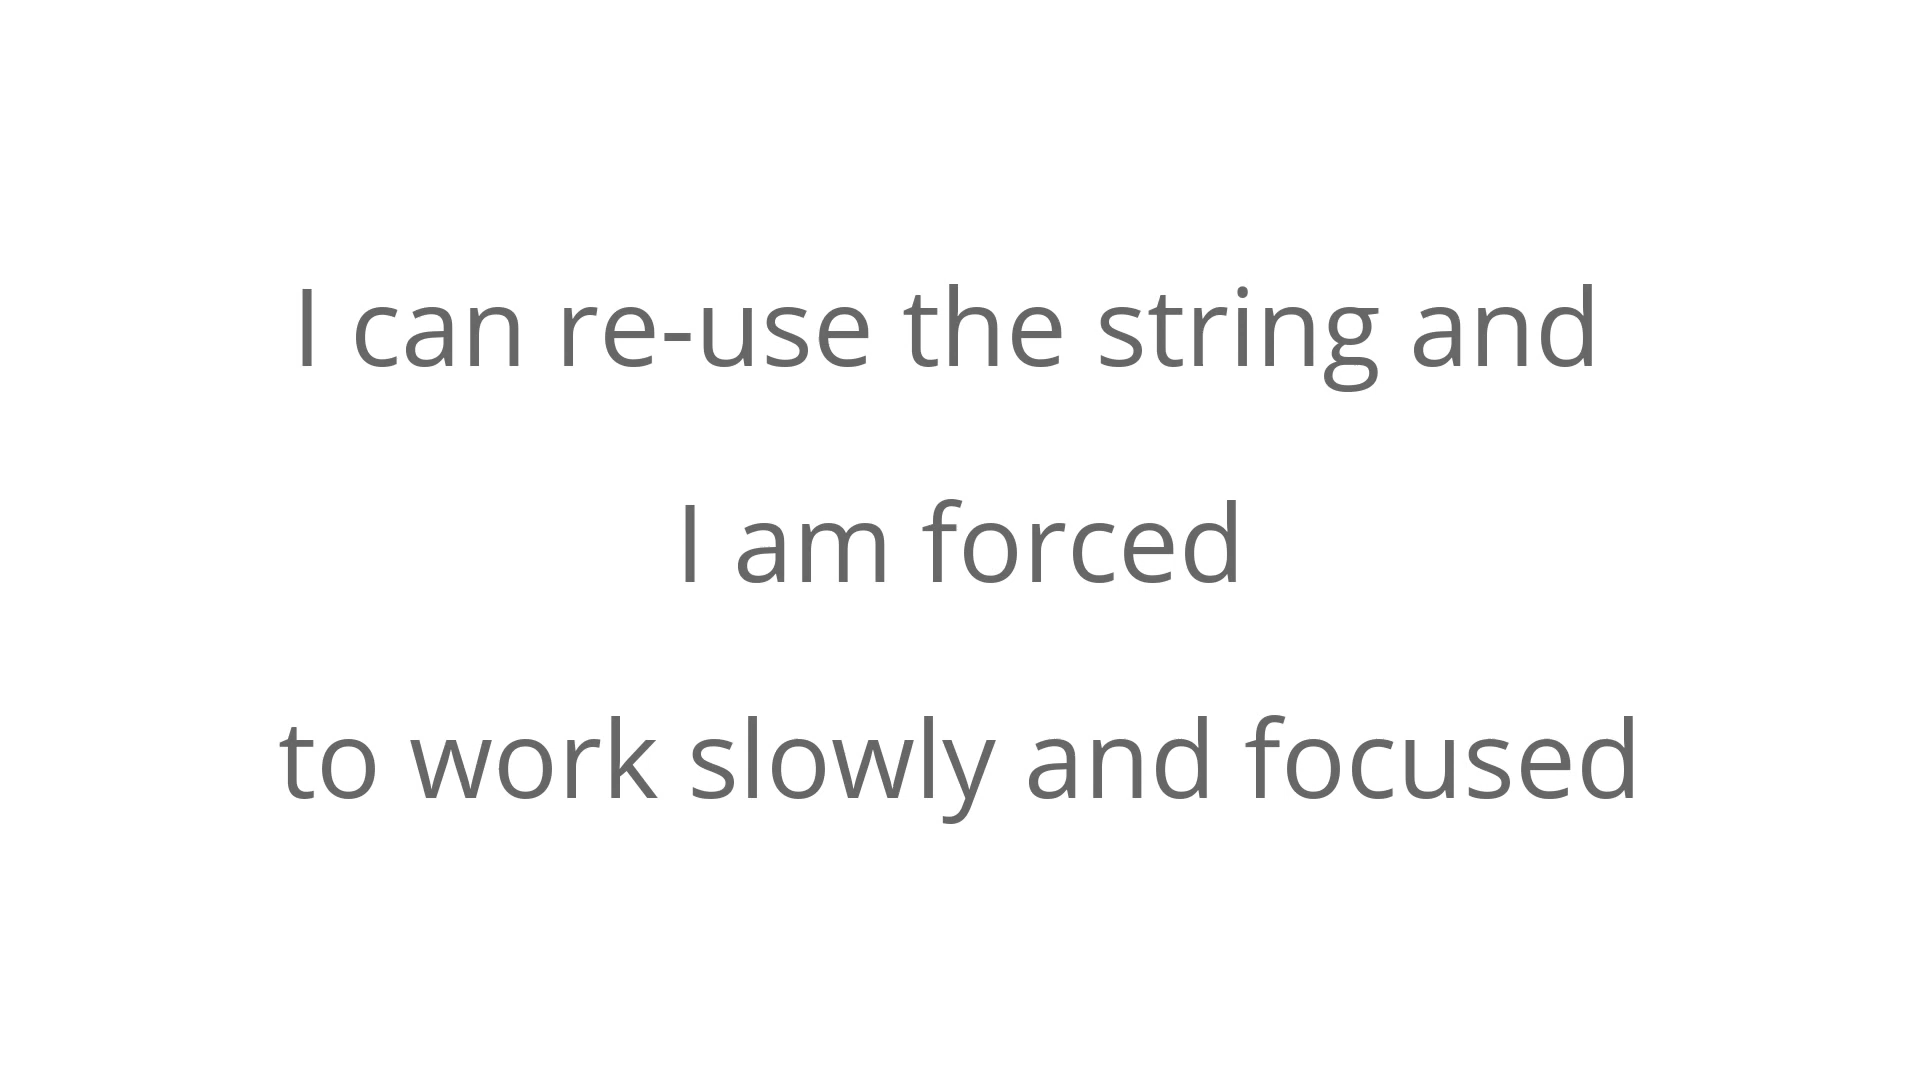 I can re-use the string and
I am forced
to work slowly and focused